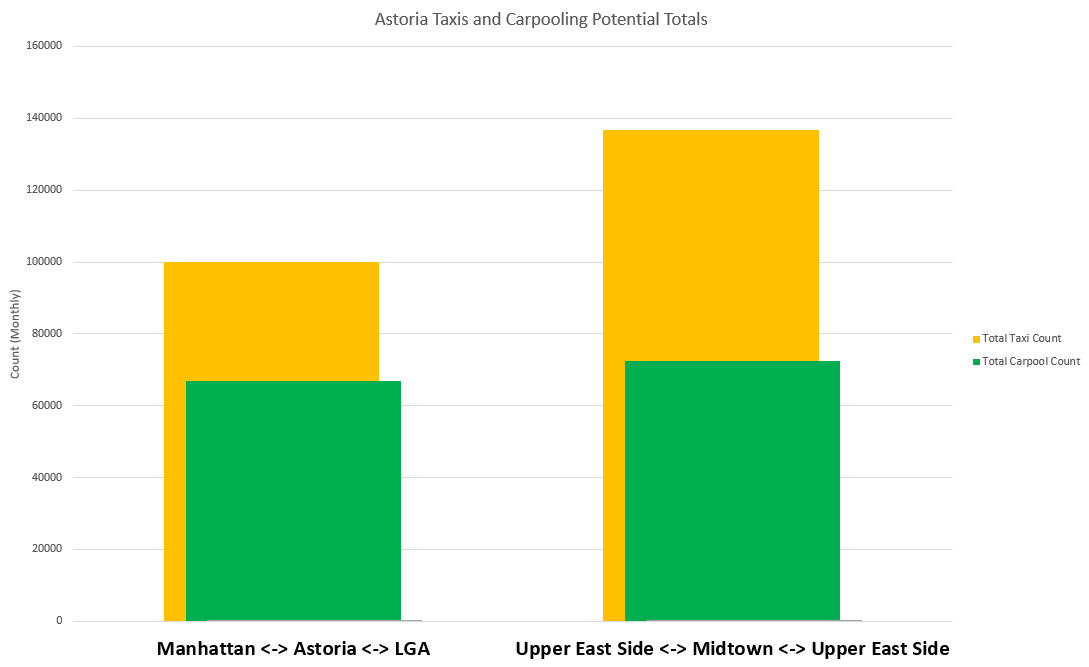 Astoria Taxis and Carpooling Potential Totals
160000
140000
120000
100000
80000
60000
40000
20000
0
Count (Monthly)
Total Taxi Count
Total Carpool Count
Manhattan <-> Astoria <-> LGA
Upper East Side <-> Midtown <-> Upper East Side